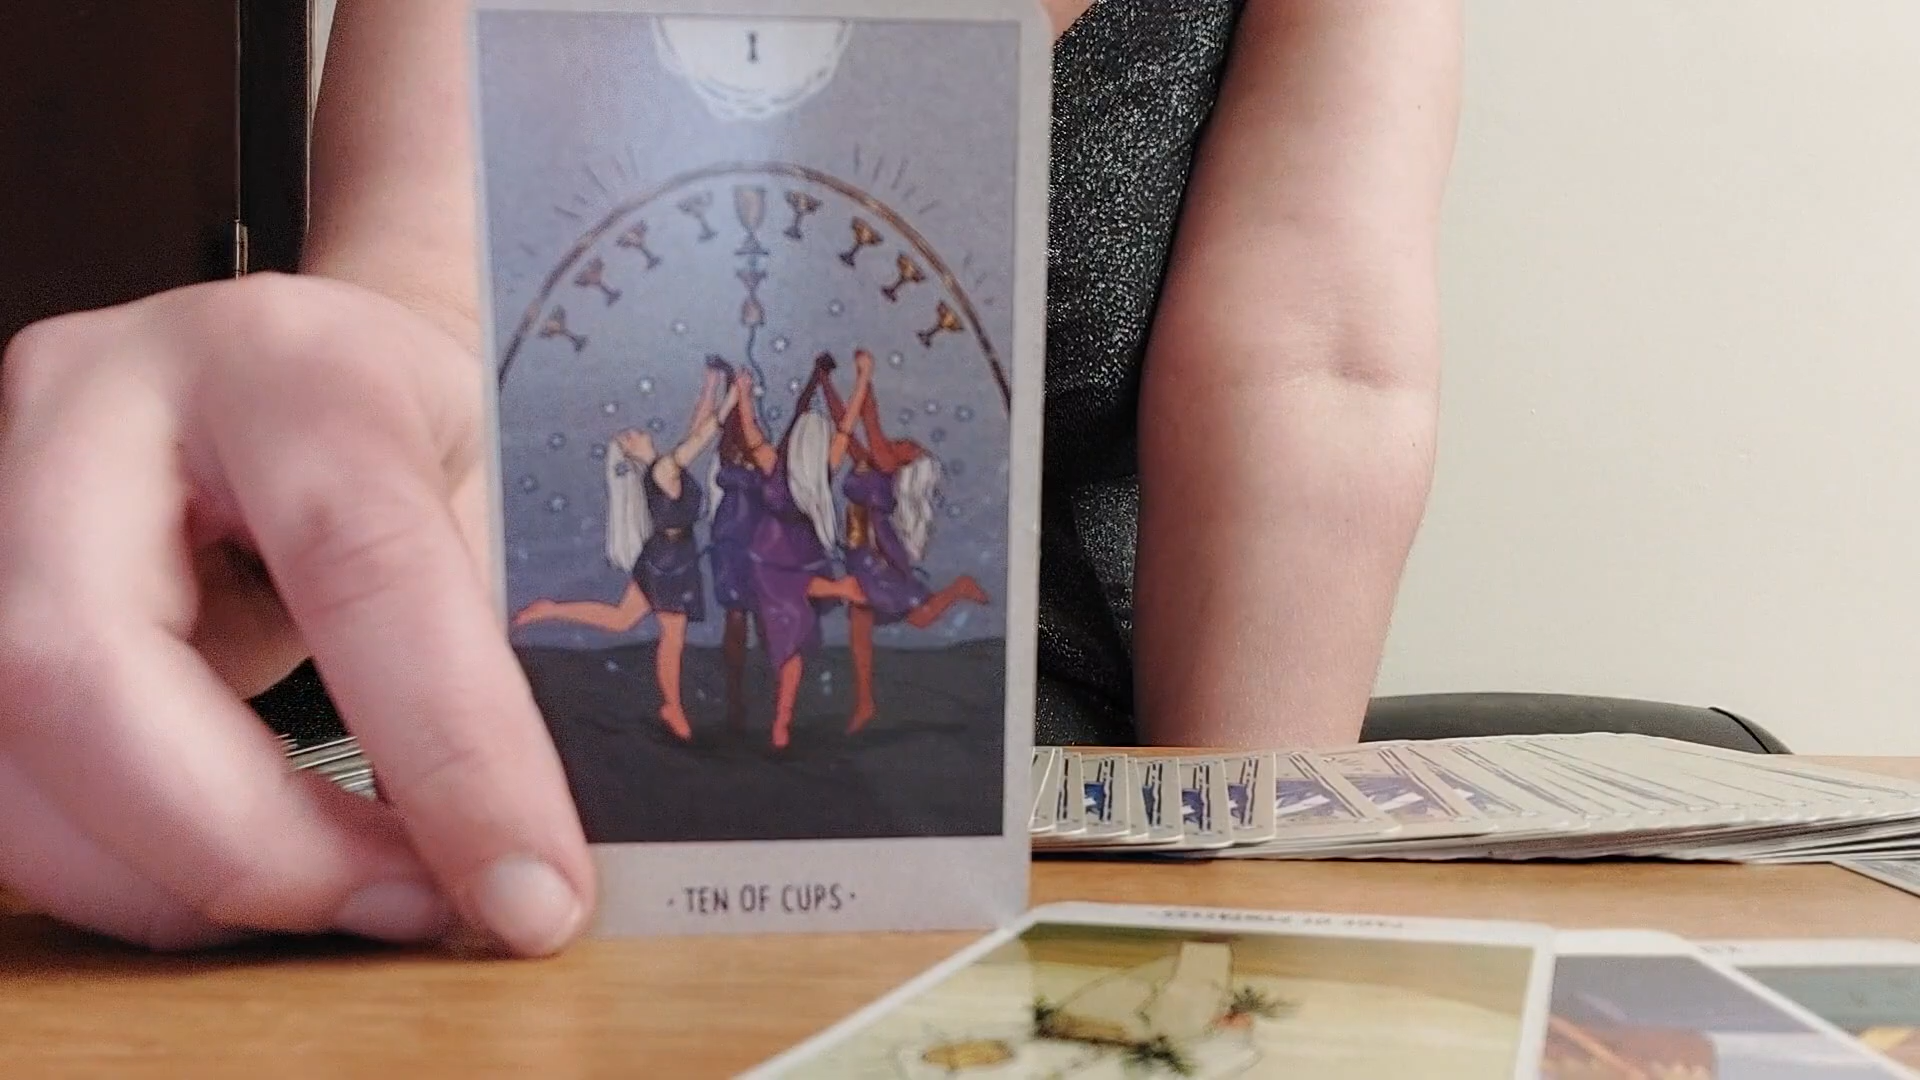 I
· TEN OF CUPS ·